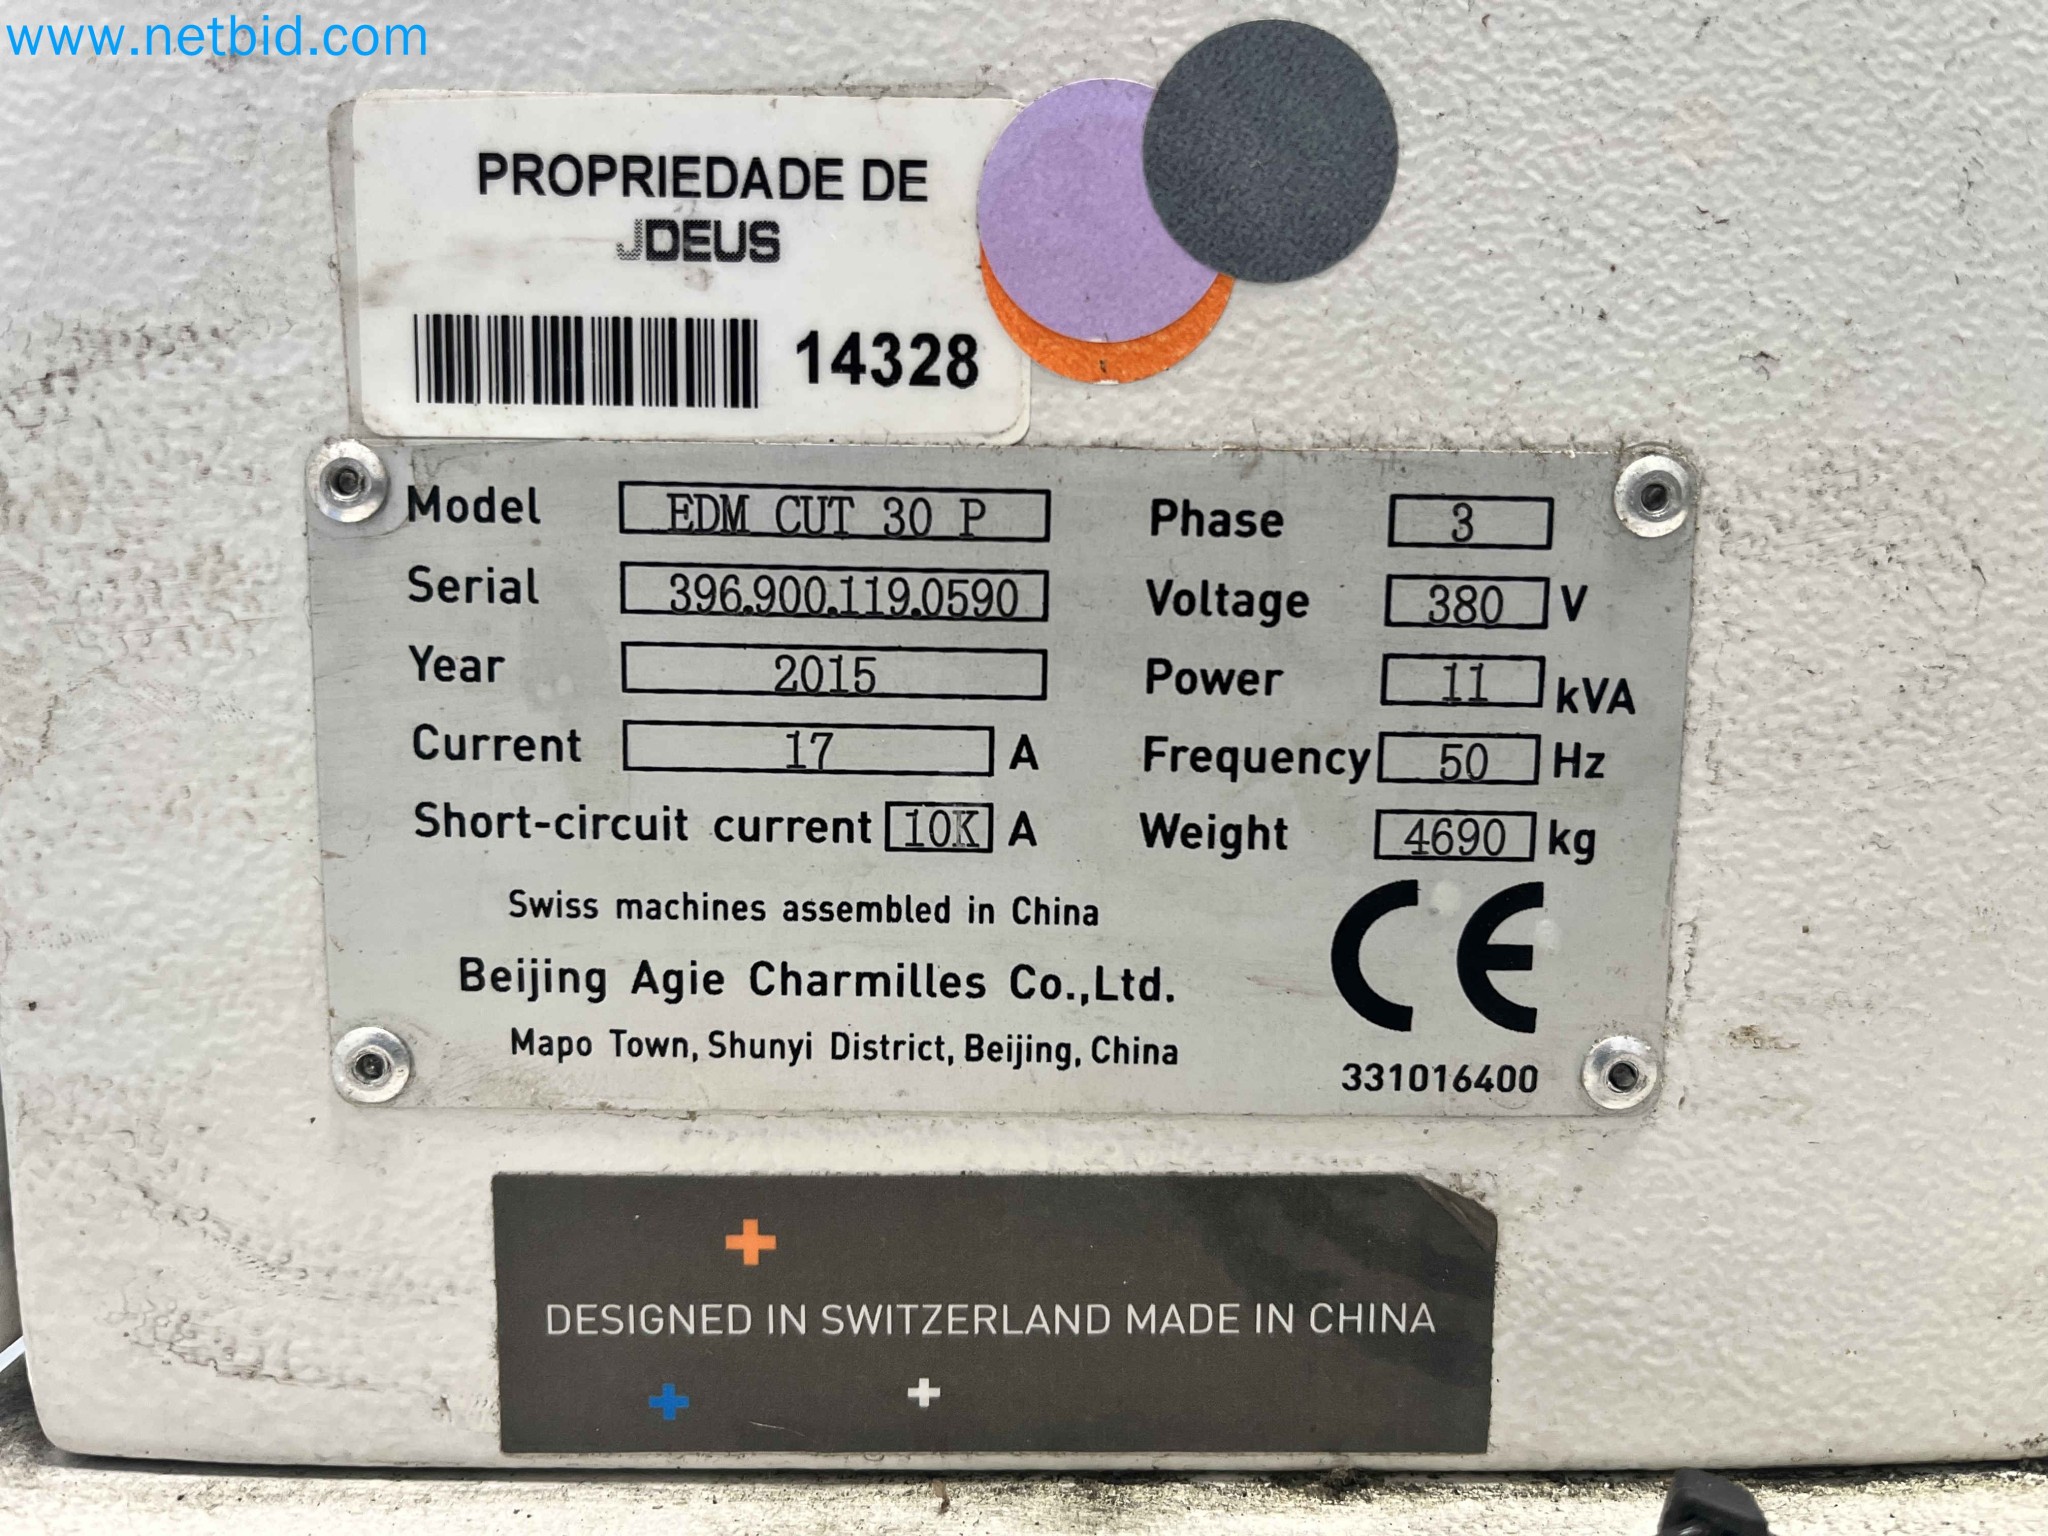 www.netbid.com
PROPRIEDADE DE
JDEUS
14328
Model EDM CUT 30 P
Serial 396.900.119.0590
Year 2015
Current 17 A
Short-circuit current 10K A
Phase 3
Voltage 380 V
Power 11 kVA
Frequency 50 Hz
Weight 4690 kg
Swiss machines assembled in China
Beijing Agie Charmilles Co.,Ltd.
Mapo Town, Shunyi District, Beijing, China
CE
331016400
DESIGNED IN SWITZERLAND MADE IN CHINA